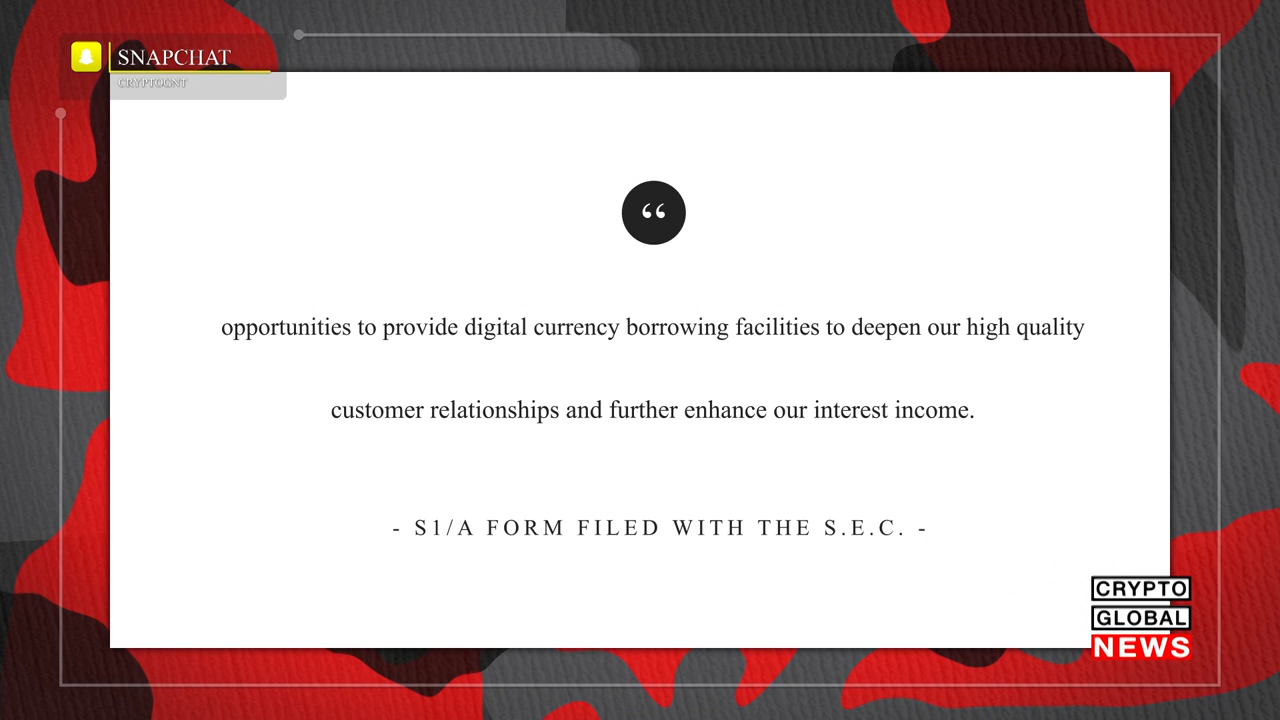 SNAPCHAT
CRYPTOGNT
“
opportunities to provide digital currency borrowing facilities to deepen our high quality
customer relationships and further enhance our interest income.
- S1/A FORM FILED WITH THE S.E.C. -
CRYPTO
GLOBAL
NEWS